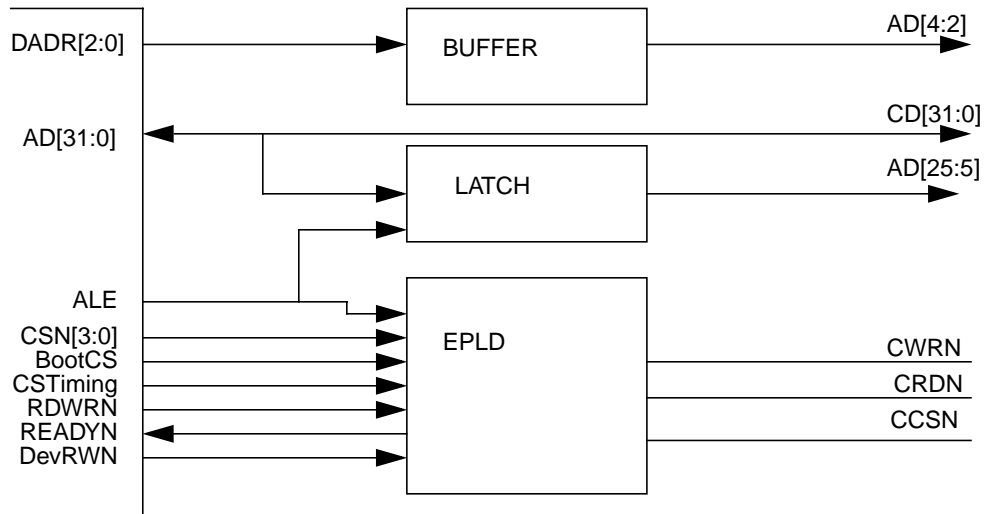 DADR[2:0]
BUFFER
AD[4:2]
AD[31:0]
CD[31:0]
LATCH
AD[25:5]
ALE
CSN[3:0]
BootCS
CSTiming
RDWRN
READYN
DevRWN
EPLD
CWRN
CRDN
CCSN